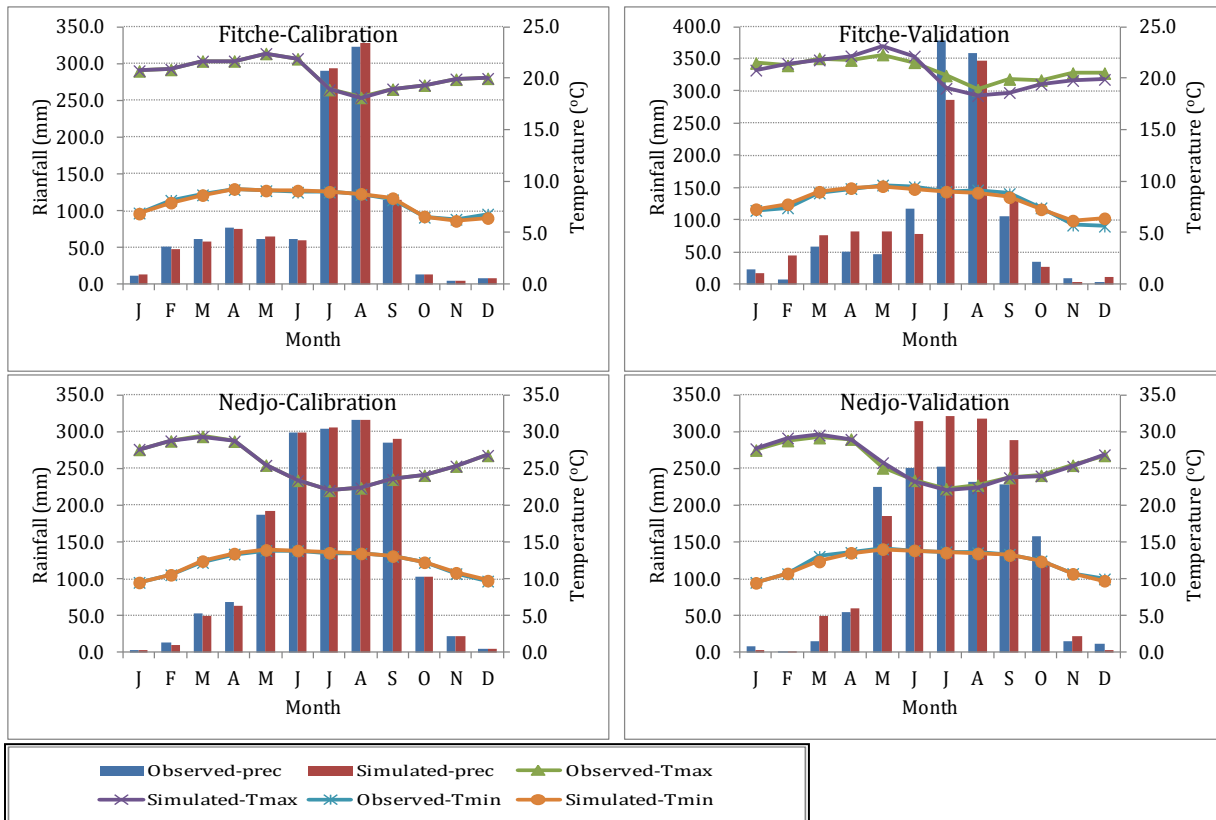 Fitche-Calibration
Rianfall (mm)
350.0
300.0
250.0
200.0
150.0
100.0
50.0
0.0
25.0
20.0
15.0
10.0
5.0
0.0
Temperature (°C)
J F M A M J J A S O N D
Month
Fitche-Validation
Rianfall (mm)
400.0
350.0
300.0
250.0
200.0
150.0
100.0
50.0
0.0
25.0
20.0
15.0
10.0
5.0
0.0
Temperature (°C)
J F M A M J J A S O N D
Month
Nedjo-Calibration
Rianfall (mm)
350.0
300.0
250.0
200.0
150.0
100.0
50.0
0.0
35.0
30.0
25.0
20.0
15.0
10.0
5.0
0.0
Temperature (°C)
J F M A M J J A S O N D
Month
Nedjo-Validation
Rianfall (mm)
350.0
300.0
250.0
200.0
150.0
100.0
50.0
0.0
35.0
30.0
25.0
20.0
15.0
10.0
5.0
0.0
Temperature (°C)
J F M A M J J A S O N D
Month
Observed-prec Simulated-prec Observed-Tmax
Simulated-Tmax Observed-Tmin Simulated-Tmin